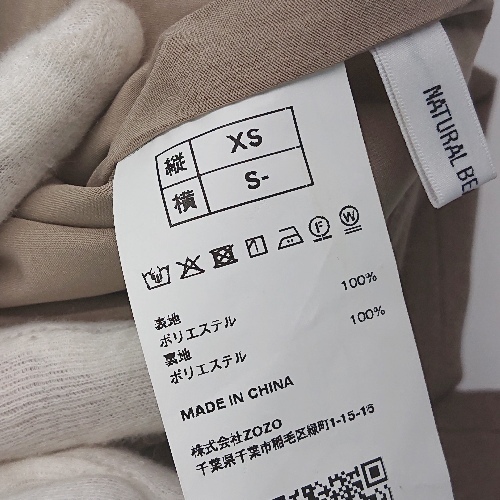 縦 XS
横 S-
NATURAL BE
F W
表地 100%
ポリエステル
裏地 100%
ポリエステル
MADE IN CHINA
株式会社ZOZO
千葉県千葉市稲毛区緑町1-15-16